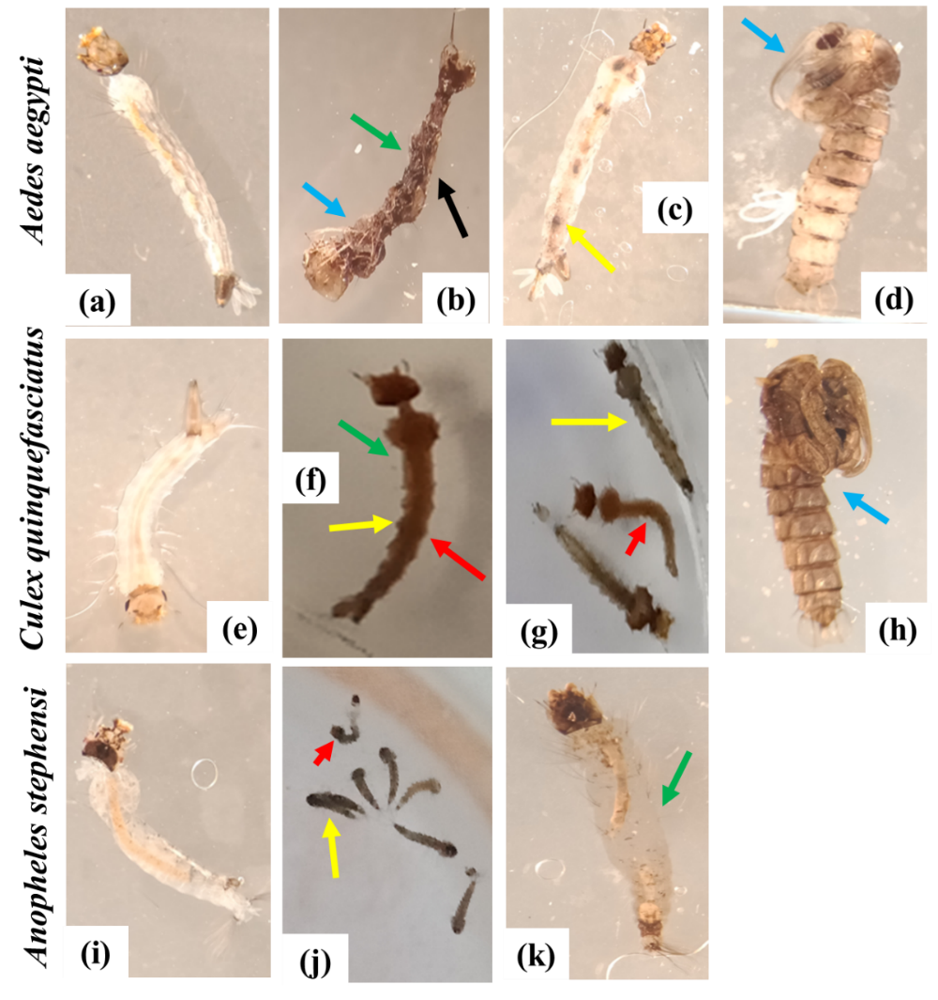 Aedes aegypti
(a)
(b)
(c)
(d)
Culex quinquefasciatus
(e)
(f)
(g)
(h)
Anopheles stephensi
(i)
(j)
(k)